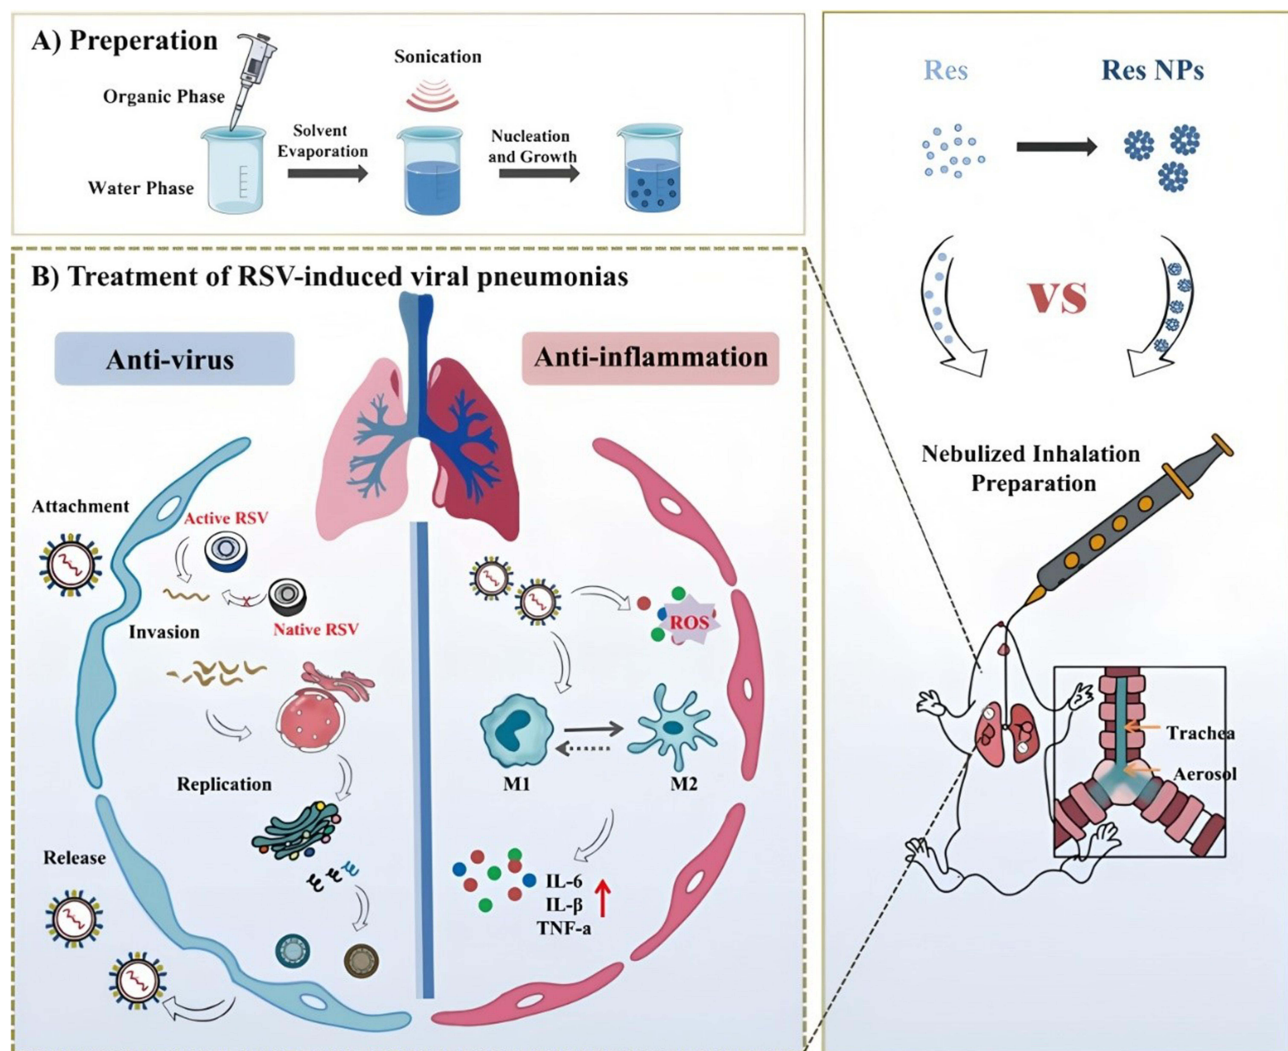 A) Preperation
Organic Phase
Water Phase
Solvent
Evaporation
Sonication
Nucleation
and Growth
B) Treatment of RSV-induced viral pneumonias
Anti-virus
Anti-inflammation
Attachment
Active RSV
Invasion
Native RSV
Replication
Release
ROS
M1
M2
IL-6
IL-β
TNF-a
Res
Res NPs
VS
Nebulized Inhalation
Preparation
Trachea
Aerosol